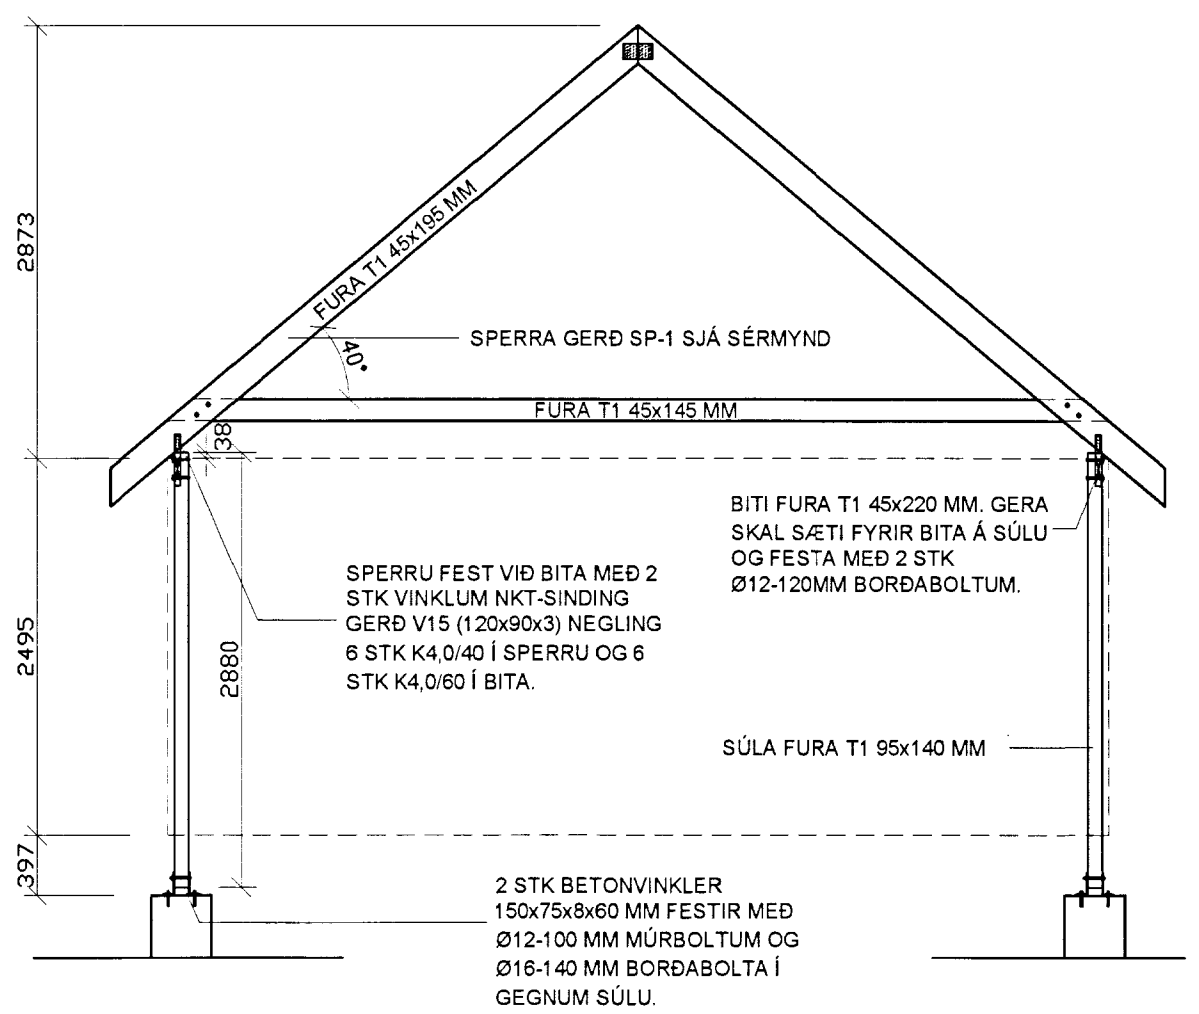 2873
FURA T1 45x195 MM
40°
SPERRA GERÐ SP-1 SJÁ SÉRMYND
FURA T1 45x145 MM
38
BITI FURA T1 45x220 MM. GERA
SKAL SÆTI FYRIR BITA Á SÚLU
OG FESTA MEÐ 2 STK
Ø12-120MM BORÐABOLTUM.
SPERRU FEST VIÐ BITA MEÐ 2
STK VINKLUM NKT-SINDING
GERÐ V15 (120x90x3) NEGLING
6 STK K4,0/40 Í SPERRU OG 6
STK K4,0/60 Í BITA.
2495
2880
SÚLA FURA T1 95x140 MM
397
2 STK BETONVINKLER
150x75x8x60 MM FESTIR MEÐ
Ø12-100 MM MÚRBOLTUM OG
Ø16-140 MM BORÐABOLTA Í
GEGNUM SÚLU.